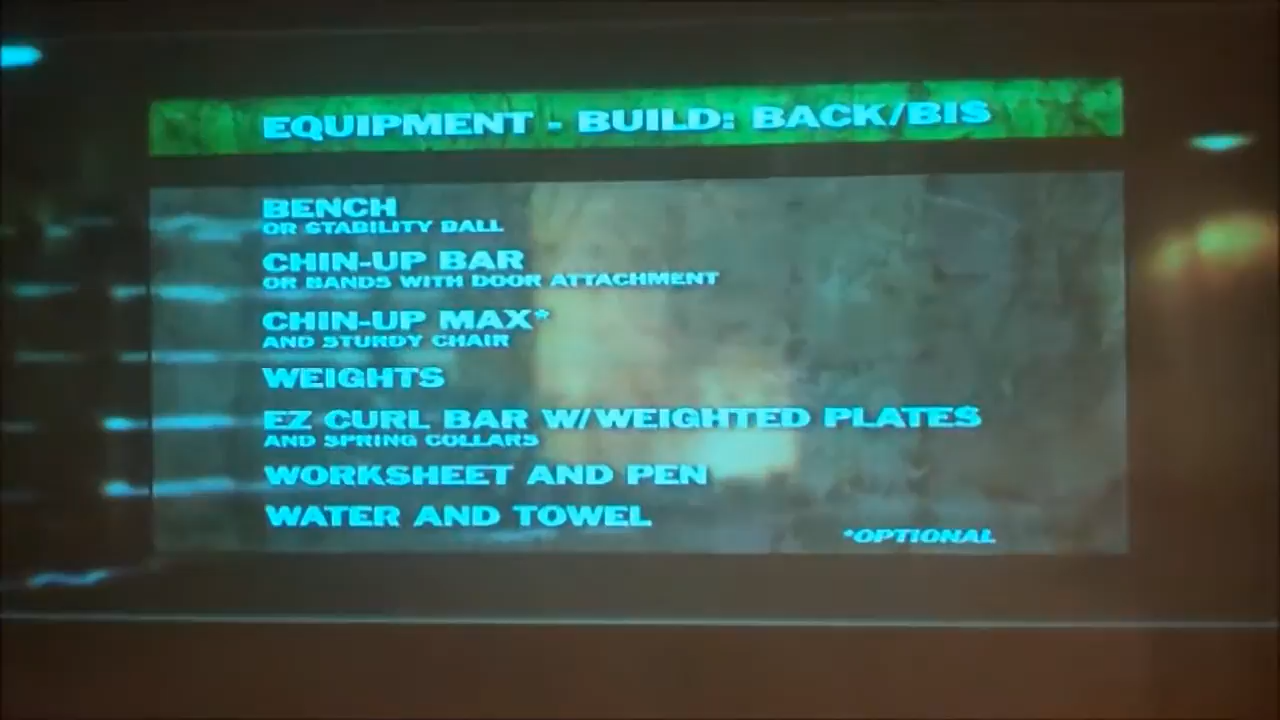 EQUIPMENT - BUILD: BACK/BIS
BENCH
OR STABILITY BALL
CHIN-UP BAR
OR BANDS WITH DOOR ATTACHMENT
CHIN-UP MAX*
AND STURDY CHAIR
WEIGHTS
EZ CURL BAR W/WEIGHTED PLATES
AND SPRING COLLARS
WORKSHEET AND PEN
WATER AND TOWEL
*OPTIONAL